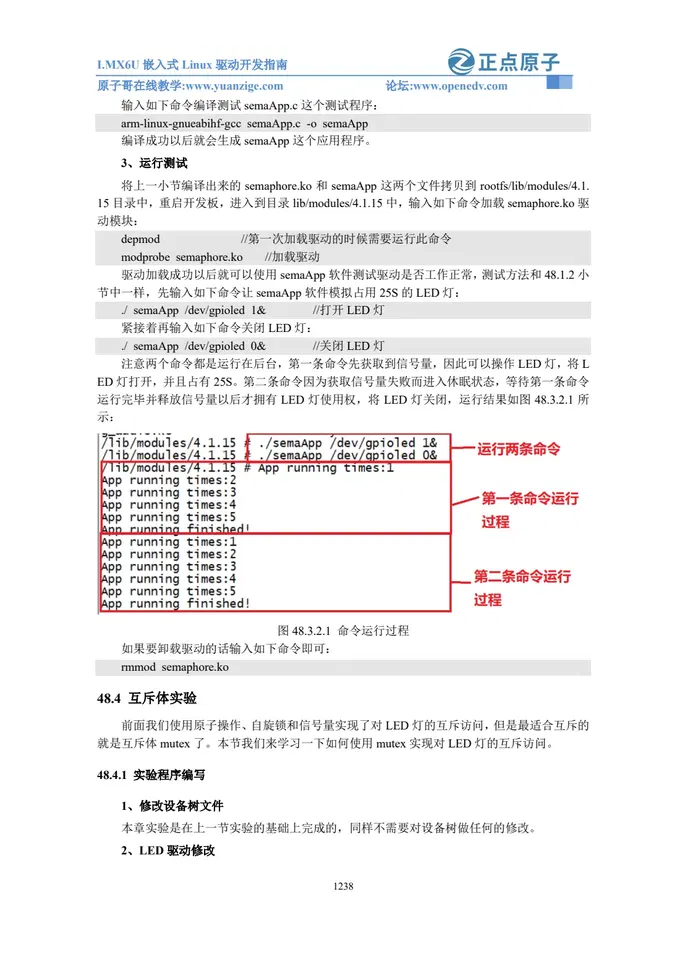 I.MX6U 嵌入式 Linux 驱动开发指南
正点原子
原子哥在线教学:www.yuanzige.com 论坛:www.openedv.com
输入如下命令编译测试 semaApp.c 这个测试程序：
arm-linux-gnueabihf-gcc semaApp.c -o semaApp
编译成功以后就会生成 semaApp 这个应用程序。
3、运行测试
将上一小节编译出来的 semaphore.ko 和 semaApp 这两个文件拷贝到 rootfs/lib/modules/4.1.
15 目录中，重启开发板，进入到目录 lib/modules/4.1.15 中，输入如下命令加载 semaphore.ko 驱
动模块：
depmod //第一次加载驱动的时候需要运行此命令
modprobe semaphore.ko //加载驱动
驱动加载成功以后就可以使用 semaApp 软件测试驱动是否工作正常，测试方法和 48.1.2 小
节中一样，先输入如下命令让 semaApp 软件模拟占用 25S 的 LED 灯：
./ semaApp /dev/gpioled 1& //打开 LED 灯
紧接着再输入如下命令关闭 LED 灯：
./ semaApp /dev/gpioled 0& //关闭 LED 灯
注意两个命令都是运行在后台，第一条命令先获取到信号量，因此可以操作 LED 灯，将 L
ED 灯打开，并且占有 25S。第二条命令因为获取信号量失败而进入休眠状态，等待第一条命令
运行完毕并释放信号量以后才拥有 LED 灯使用权，将 LED 灯关闭，运行结果如图 48.3.2.1 所
示：
/lib/modules/4.1.15 # ./semaApp /dev/gpioled 1&
/lib/modules/4.1.15 # ./semaApp /dev/gpioled 0&
运行两条命令
/lib/modules/4.1.15 # App running times:1
App running times:2
App running times:3
App running times:4
App running times:5
App running finished!
第一条命令运行
过程
App running times:1
App running times:2
App running times:3
App running times:4
App running times:5
App running finished!
第二条命令运行
过程
图 48.3.2.1 命令运行过程
如果要卸载驱动的话输入如下命令即可：
rmmod semaphore.ko
48.4 互斥体实验
前面我们使用原子操作、自旋锁和信号量实现了对 LED 灯的互斥访问，但是最适合互斥的
就是互斥体 mutex 了。本节我们来学习一下如何使用 mutex 实现对 LED 灯的互斥访问。
48.4.1 实验程序编写
1、修改设备树文件
本章实验是在上一节实验的基础上完成的，同样不需要对设备树做任何的修改。
2、LED 驱动修改
1238